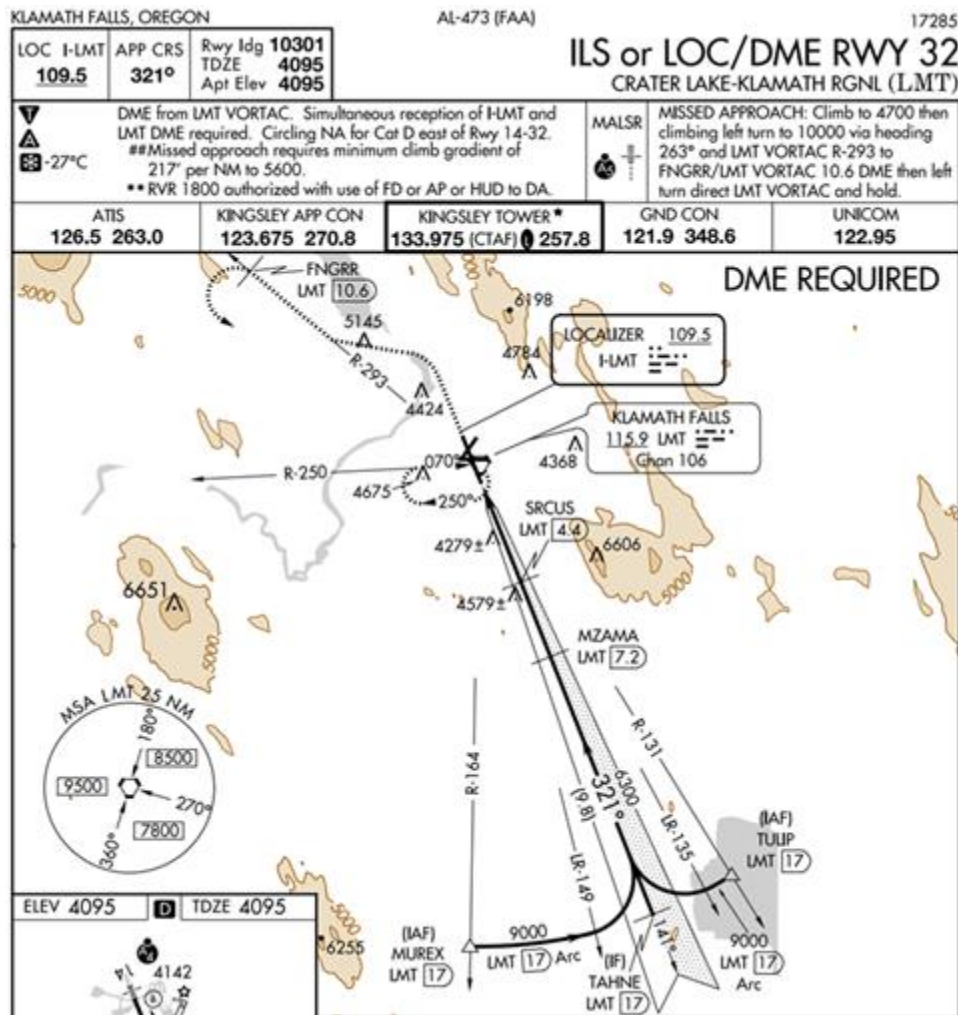 KLAMATH FALLS, OREGON
AL-473 (FAA)
17285
LOC I-LMT
109.5
APP CRS
321°
Rwy ldg 10301
TDZE 4095
Apt Elev 4095
ILS or LOC/DME RWY 32
CRATER LAKE-KLAMATH RGNL (LMT)
T
A
-27°C
DME from LMT VORTAC. Simultaneous reception of I-LMT and
LMT DME required. Circling NA for Cat D east of Rwy 14-32.
##Missed approach requires minimum climb gradient of
217' per NM to 5600.
**RVR 1800 authorized with use of FD or AP or HUD to DA.
MALSR
A5
MISSED APPROACH: Climb to 4700 then
climbing left turn to 10000 via heading
263° and LMT VORTAC R-293 to
FNGRR/LMT VORTAC 10.6 DME then left
turn direct LMT VORTAC and hold.
ATIS
126.5 263.0
KINGSLEY APP CON
123.675 270.8
KINGSLEY TOWER*
133.975 (CTAF) L 257.8
GND CON
121.9 348.6
UNICOM
122.95
DME REQUIRED
5000
FNGRR
LMT 10.6
5145
6198
4784
LOCALIZER 109.5
I-LMT
R-293
4424
KLAMATH FALLS
115.9 LMT
Chan 106
4368
R-250
070°
4675
250°
SRCUS
LMT 4.4
4279±
6606
5000
4579±
6651
5000
MZAMA
LMT 7.2
MSA LMT 25 NM
180°
8500
9500
270°
7800
360°
R-164
R-131
6300
321°
(9.8)
LR-135
LR-149
(IAF)
TULIP
LMT 17
141°
9000
LMT 17
Arc
(IAF)
MUREX
LMT 17
9000
LMT 17 Arc
(IF)
TAHNE
LMT 17
6255
ELEV 4095
D
TDZE 4095
A5
14
4142